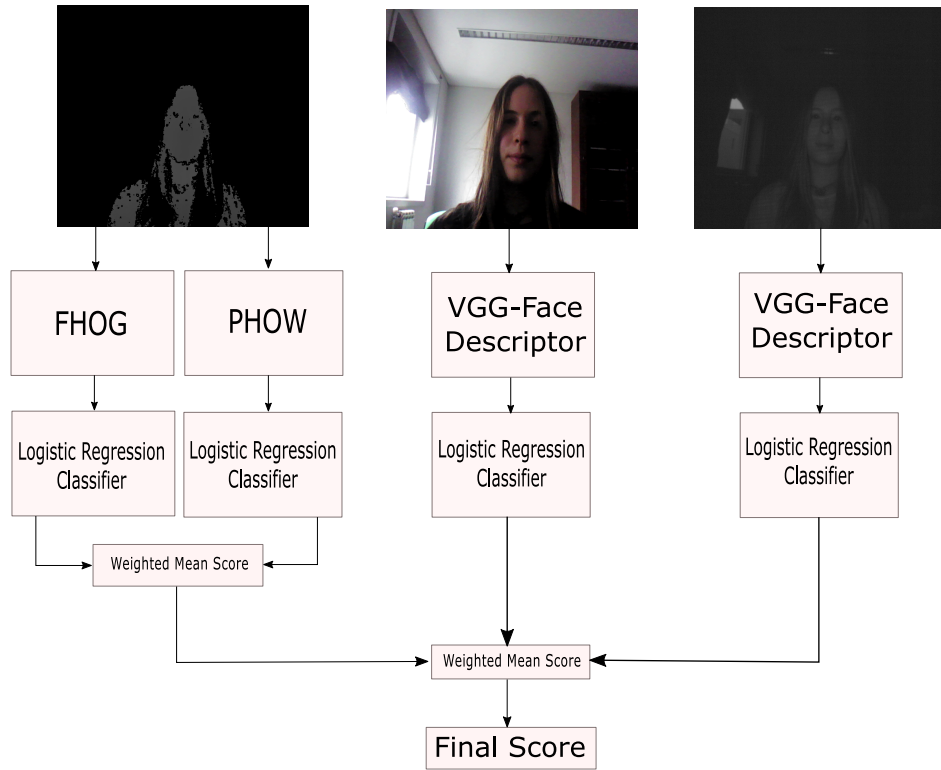 FHOG
PHOW
VGG-Face
Descriptor
VGG-Face
Descriptor
Logistic Regression
Classifier
Logistic Regression
Classifier
Logistic Regression
Classifier
Logistic Regression
Classifier
Weighted Mean Score
Weighted Mean Score
Final Score